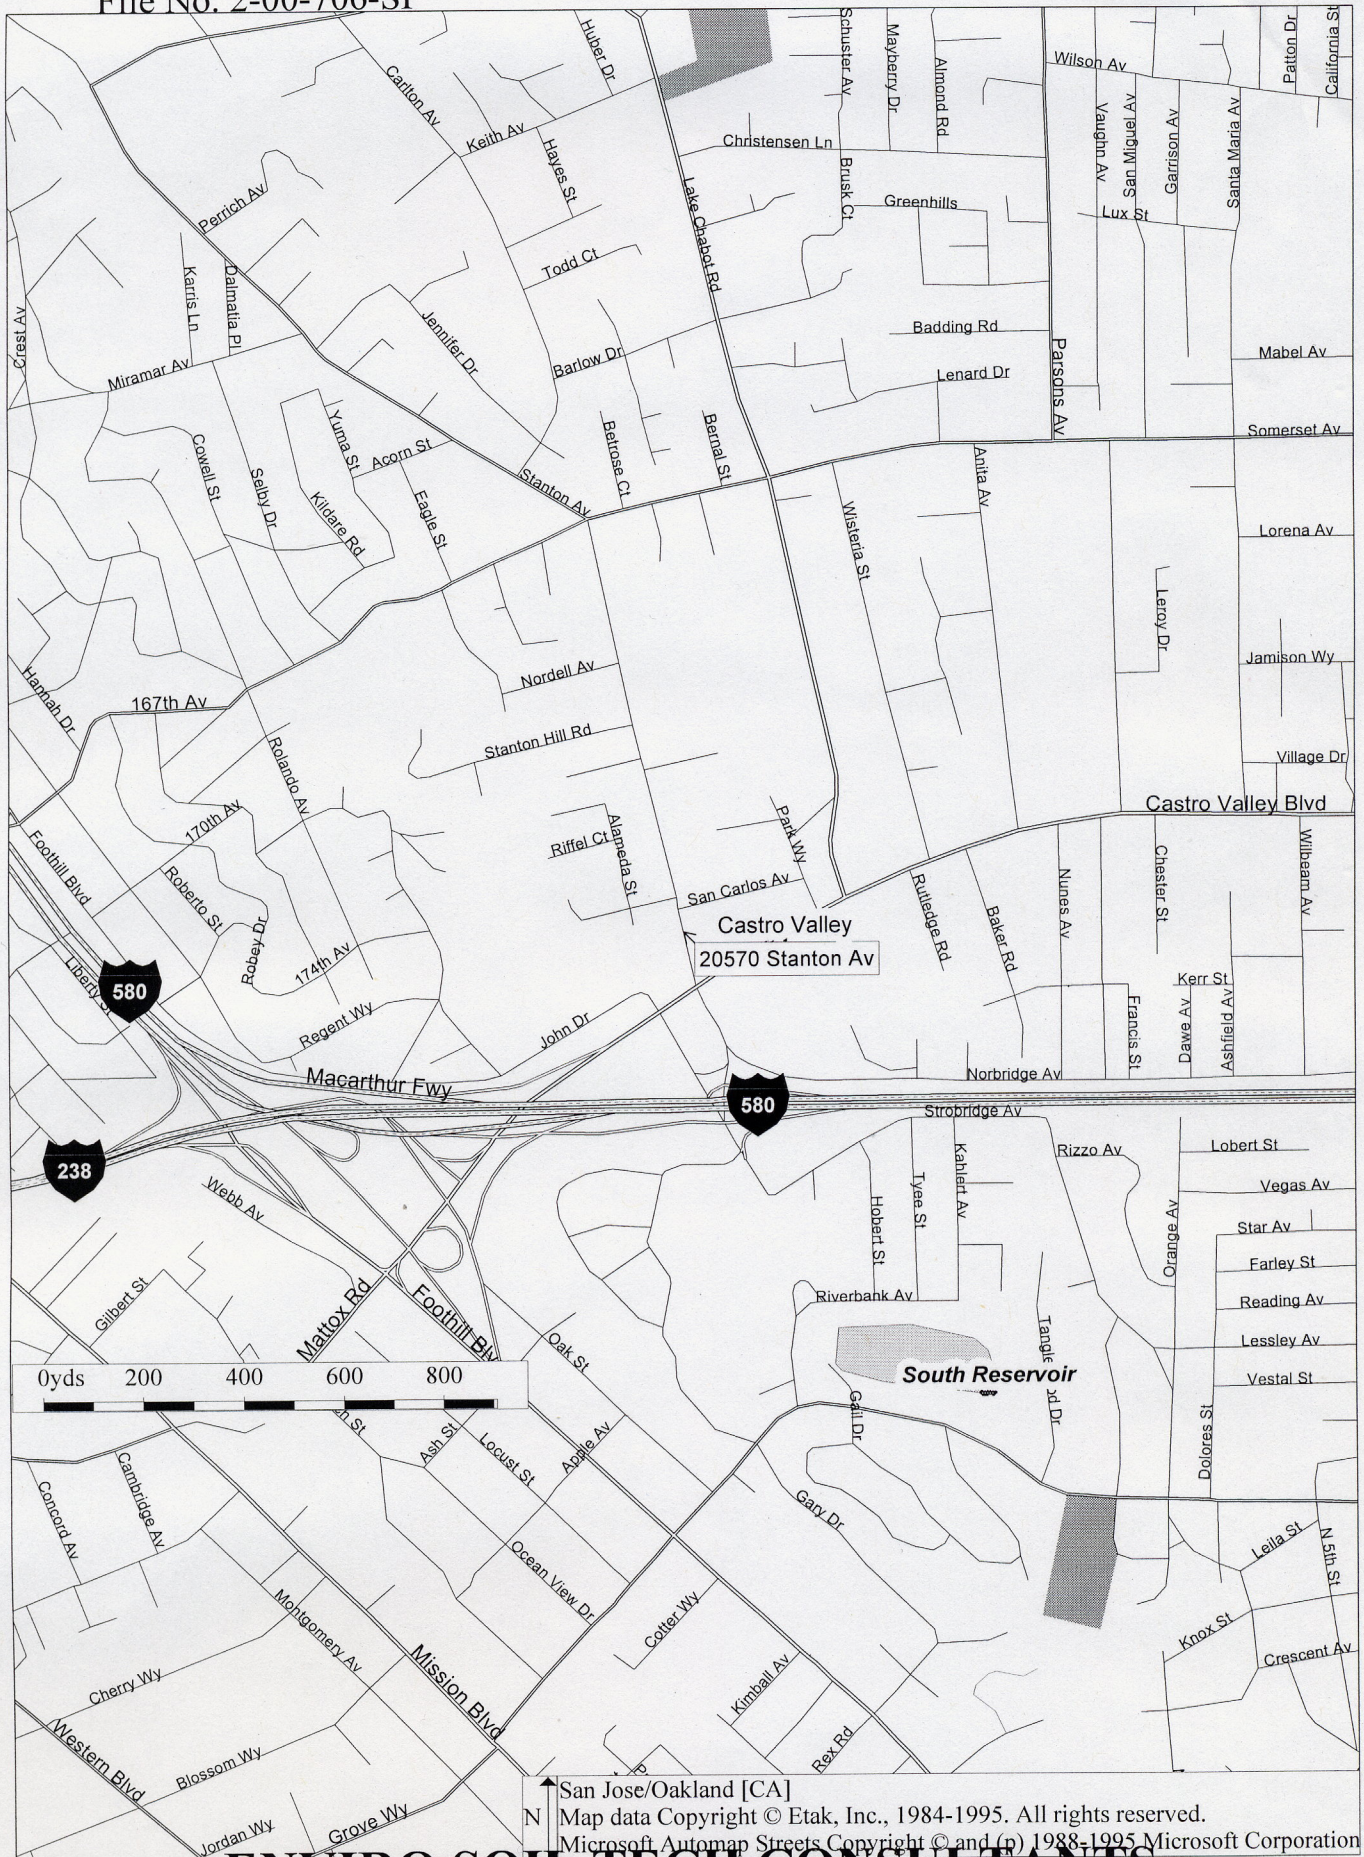 File No. 2-00-706-SI
Huber Dr
Schuster Av
Mayberry Dr
Almond Rd
Wilson Av
Patton Dr
California St
Carlton Av
Keith Av
Hayes St
Christensen Ln
Vaughn Av
San Miguel Av
Garrison Av
Santa Maria Av
Perrich Av
Lake Chabot Rd
Brusk Ct
Greenhills
Lux St
Karris Ln
Dalmatia Pl
Todd Ct
Crest Av
Jennifer Dr
Badding Rd
Miramar Av
Barlow Dr
Lenard Dr
Parsons Av
Mabel Av
Yuma St
Acorn St
Cowell St
Selby Dr
Kildare Rd
Eagle St
Stanton Av
Betrose Ct
Bernal St
Somerset Av
Anita Av
Wisteria St
Lorena Av
Leroy Dr
Jamison Wy
Hannah Dr
167th Av
Nordell Av
Stanton Hill Rd
Rolando Av
Village Dr
Castro Valley Blvd
170th Av
Foothill Blvd
Riffel Ct
Alameda St
Park Wy
San Carlos Av
Roberto St
Robey Dr
174th Av
Rutledge Rd
Baker Rd
Nunes Av
Chester St
Wilbeam Av
Castro Valley
20570 Stanton Av
Liberty St
580
Regent Wy
John Dr
Kerr St
Francis St
Dawe Av
Ashfield Av
Macarthur Fwy
580
Norbridge Av
Strobridge Av
238
Webb Av
Hobert St
Tyee St
Kahlert Av
Rizzo Av
Orange Av
Lobert St
Vegas Av
Star Av
Farley St
Reading Av
Lessley Av
Vestal St
Gilbert St
Mattox Rd
Foothill Blv
Riverbank Av
Oak St
Tangle
od Dr
South Reservoir
0yds 200 400 600 800
Gail Dr
Dolores St
Ash St
Locust St
Apple Av
Concord Av
Cambridge Av
Gary Dr
Ocean View Dr
Leila St
N 5th St
Montgomery Av
Cotter Wy
Knox St
Crescent Av
Cherry Wy
Mission Blvd
Kimball Av
Rex Rd
Western Blvd
Blossom Wy
Jordan Wy
Grove Wy
N
San Jose/Oakland [CA]
Map data Copyright © Etak, Inc., 1984-1995. All rights reserved.
Microsoft Automap Streets Copyright © and (p) 1988-1995 Microsoft Corporation
ENVIRO SOIL TECH CONSULTANTS